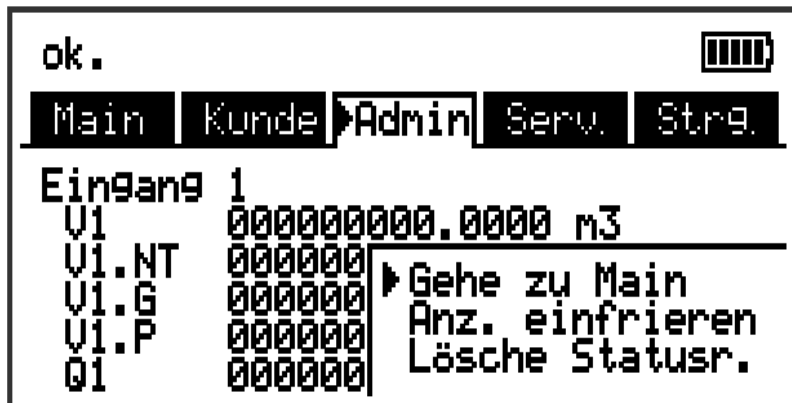 ok.
Main Kunde Admin Serv. Strg.
Eingang 1
V1 000000000.0000 m3
V1.NT 000000
V1.G 000000
V1.P 000000
Q1 000000
Gehe zu Main
Anz. einfrieren
Lösche Statusr.